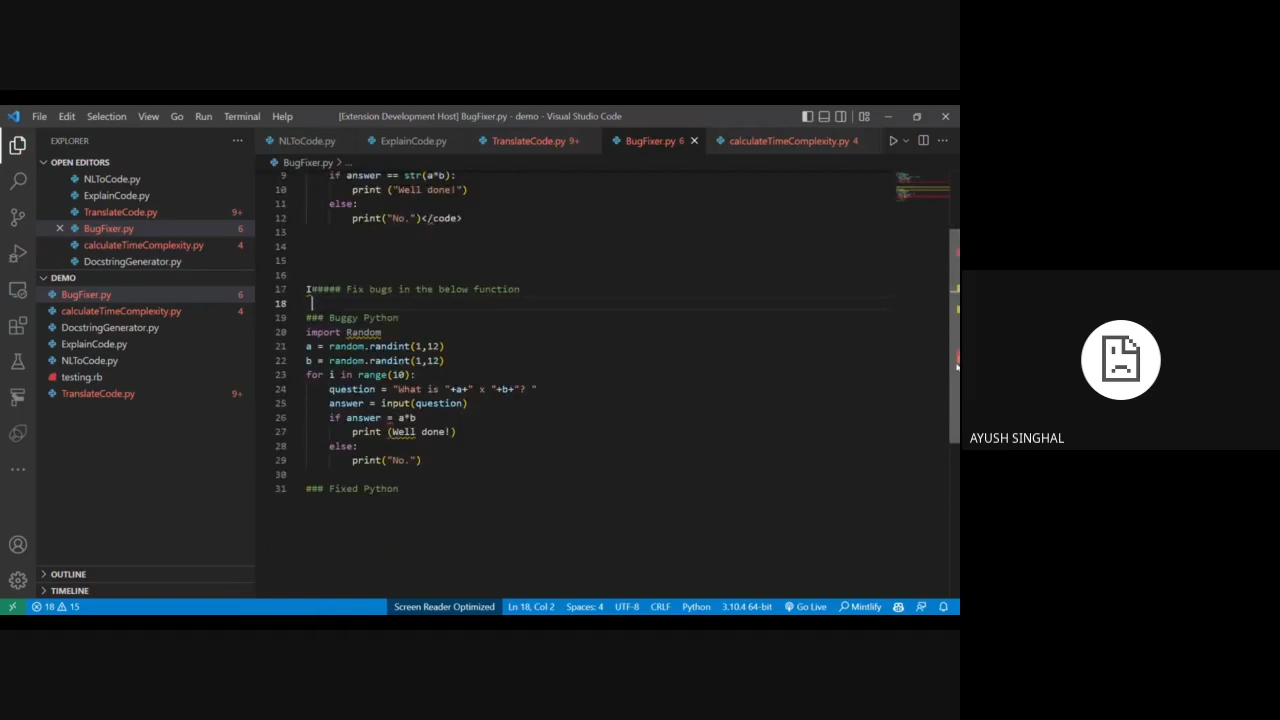 File Edit Selection View Go Run Terminal Help [Extension Development Host] BugFixer.py - demo - Visual Studio Code
EXPLORER
NLToCode.py ExplainCode.py TranslateCode.py 9+ BugFixer.py 6 calculateTimeComplexity.py 4
OPEN EDITORS
NLToCode.py
ExplainCode.py
TranslateCode.py 9+
BugFixer.py 6
calculateTimeComplexity.py 4
DocstringGenerator.py
DEMO
BugFixer.py 6
calculateTimeComplexity.py 4
DocstringGenerator.py
ExplainCode.py
NLToCode.py
testing.rb
TranslateCode.py 9+
OUTLINE
TIMELINE
BugFixer.py > ...
9 if answer == str(a*b):
10 print ("Well done!")
11 else:
12 print("No.")</code>
13
14
15
16
17 ##### Fix bugs in the below function
18
19 ### Buggy Python
20 import Random
21 a = random.randint(1,12)
22 b = random.randint(1,12)
23 for i in range(10):
24 question = "What is "+a+" x "+b+"? "
25 answer = input(question)
26 if answer = a*b
27 print (Well done!)
28 else:
29 print("No.")
30
31 ### Fixed Python
18 15 Screen Reader Optimized Ln 18, Col 2 Spaces: 4 UTF-8 CRLF Python 3.10.4 64-bit Go Live Mintlify
AYUSH SINGHAL